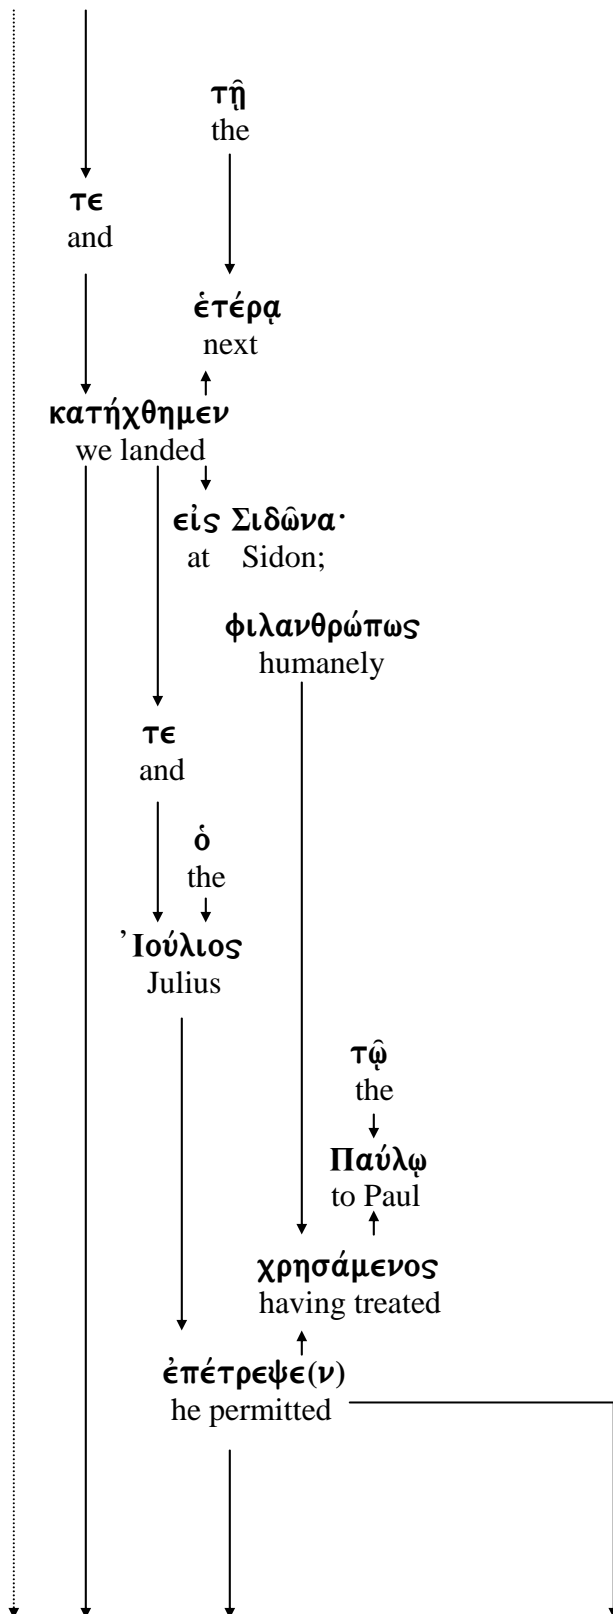 τῇ
the
τε
and
ἑτέρᾳ
next
κατήχθημεν
we landed
εἰς Σιδῶνα·
at Sidon;
φιλανθρώπως
humanely
τε
and
ὁ
the
Ἰούλιος
Julius
τῷ
the
Παύλῳ
to Paul
χρησάμενος
having treated
ἐπέτρεψε(ν)
he permitted